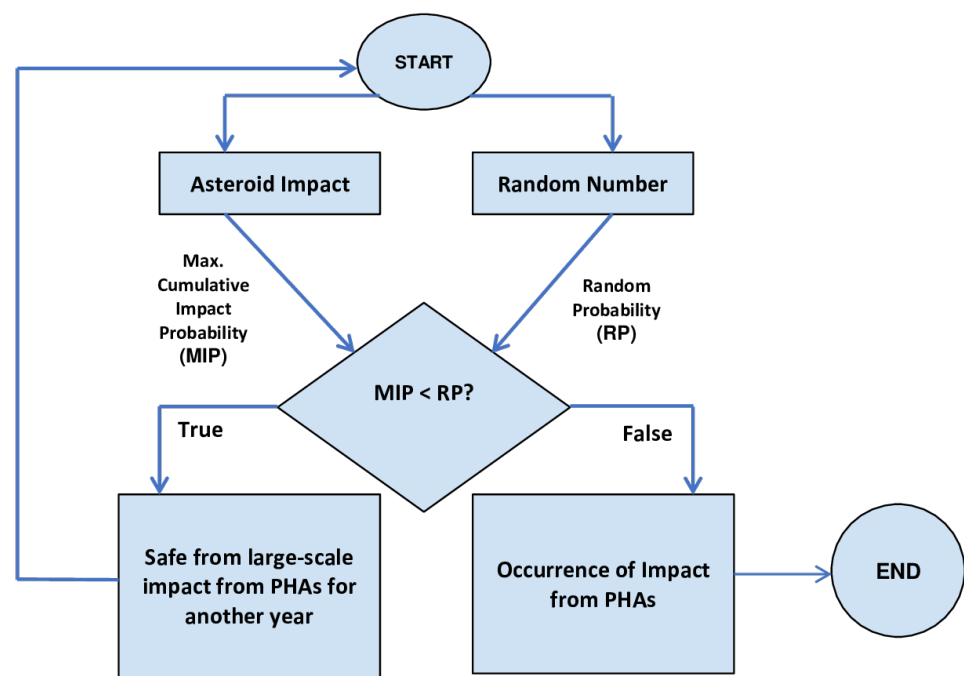 START
Asteroid Impact
Random Number
Max.
Cumulative
Impact
Probability
(MIP)
Random
Probability
(RP)
MIP < RP?
True
False
Safe from large-scale
impact from PHAs for
another year
Occurrence of Impact
from PHAs
END